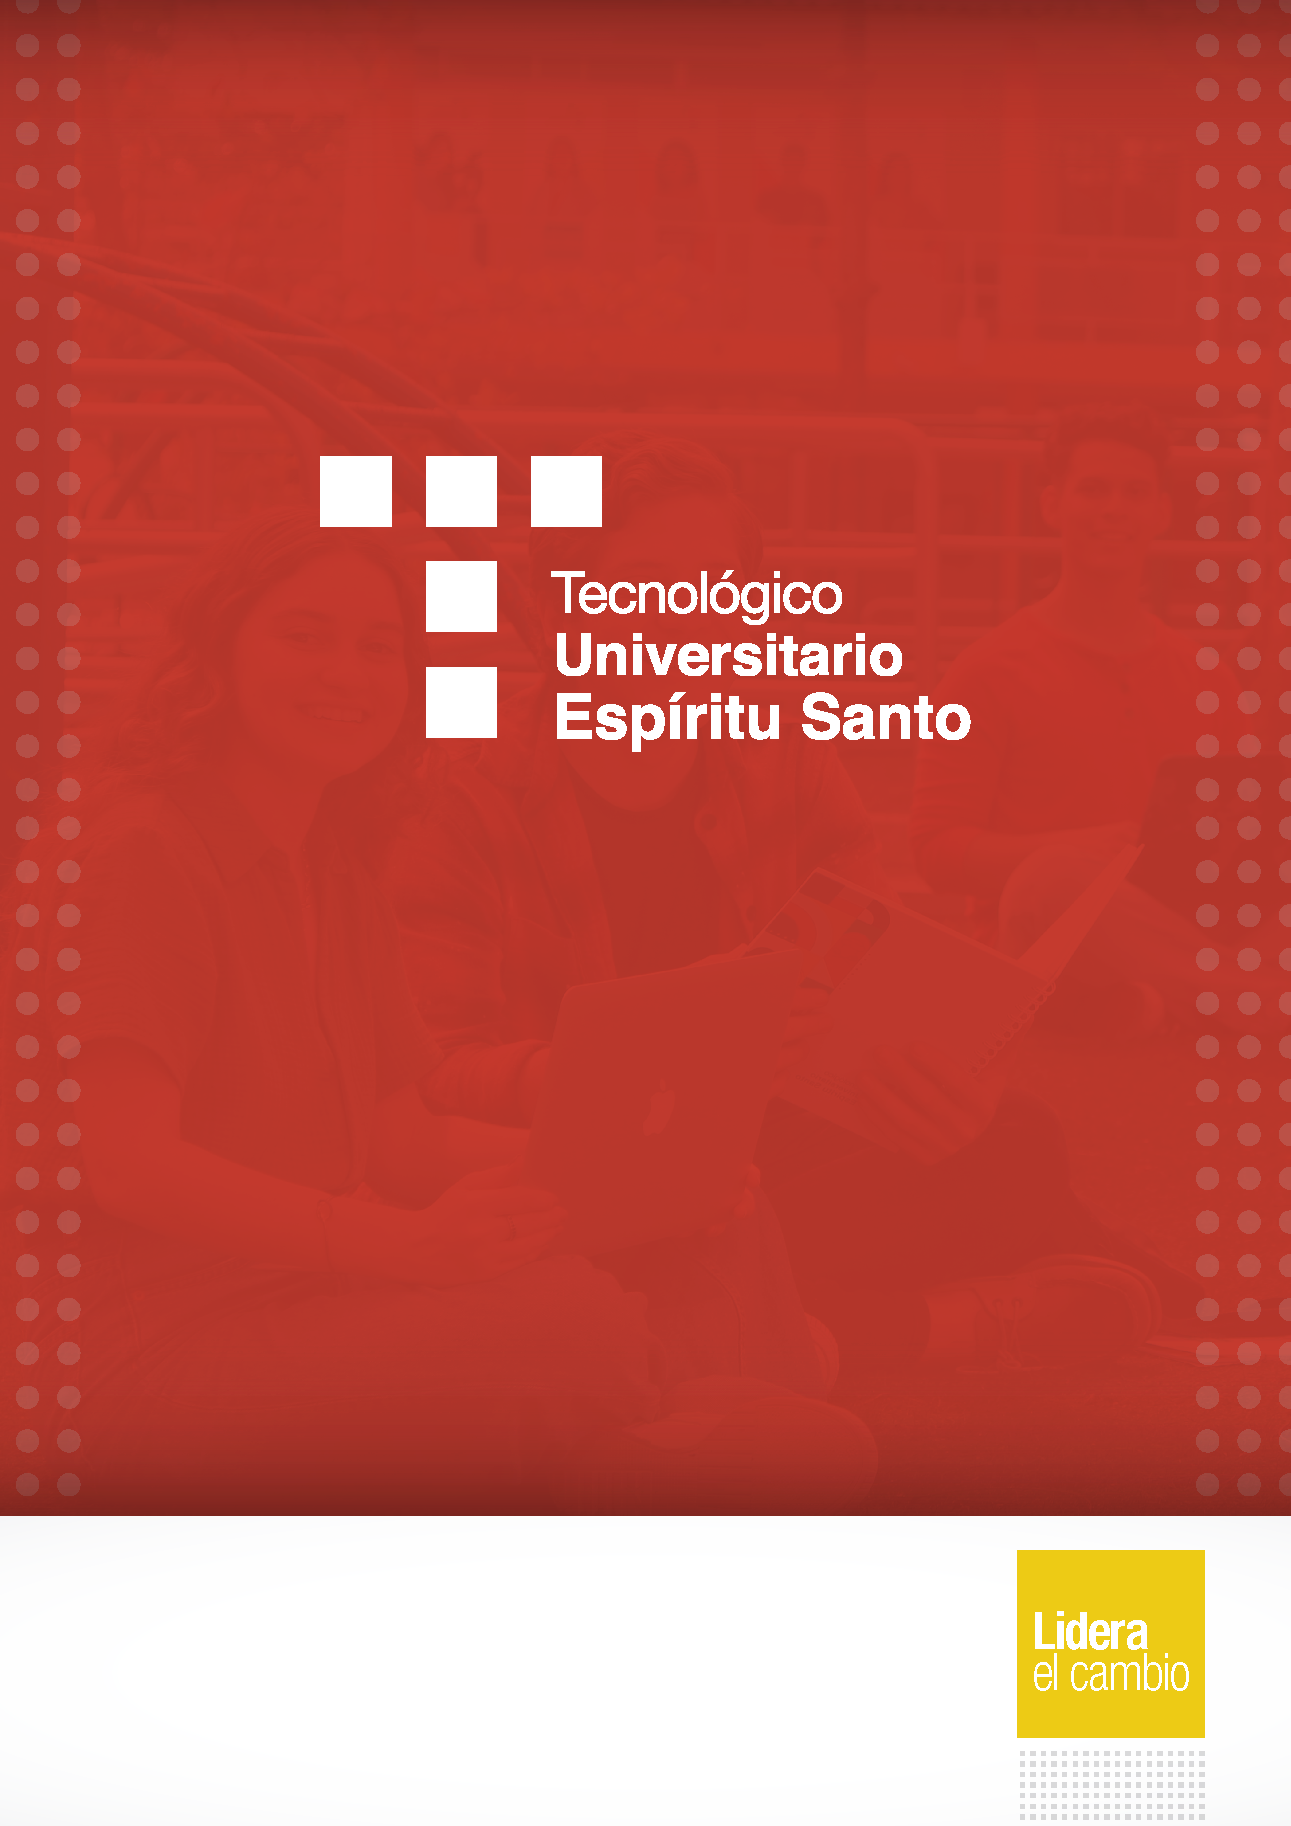 Tecnológico
Universitario
Espíritu Santo
Lidera
el cambio